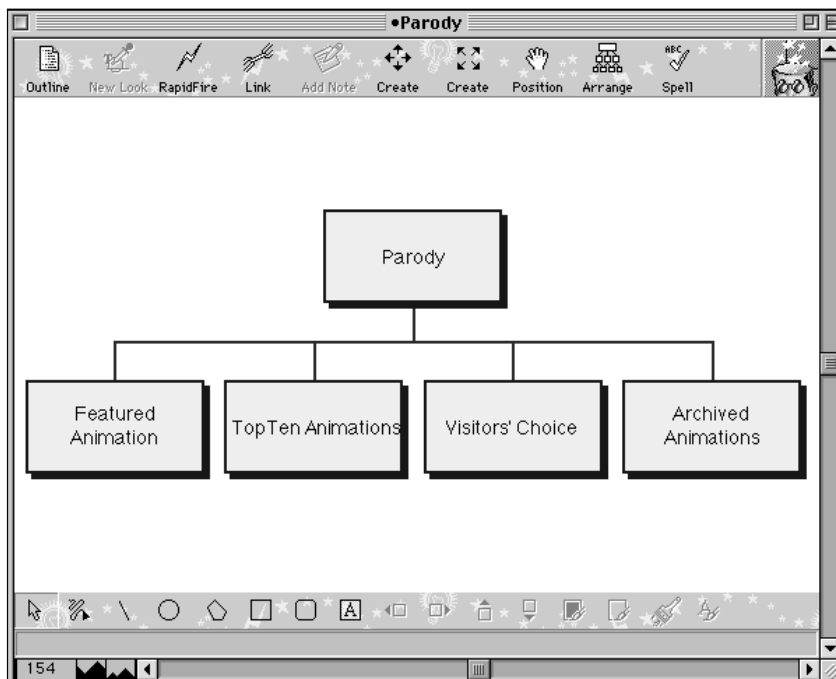 •Parody
Outline New Look RapidFire Link Add Note Create Create Position Arrange Spell
ABC
Parody
Featured
Animation
TopTen Animations
Visitors' Choice
Archived
Animations
A
154